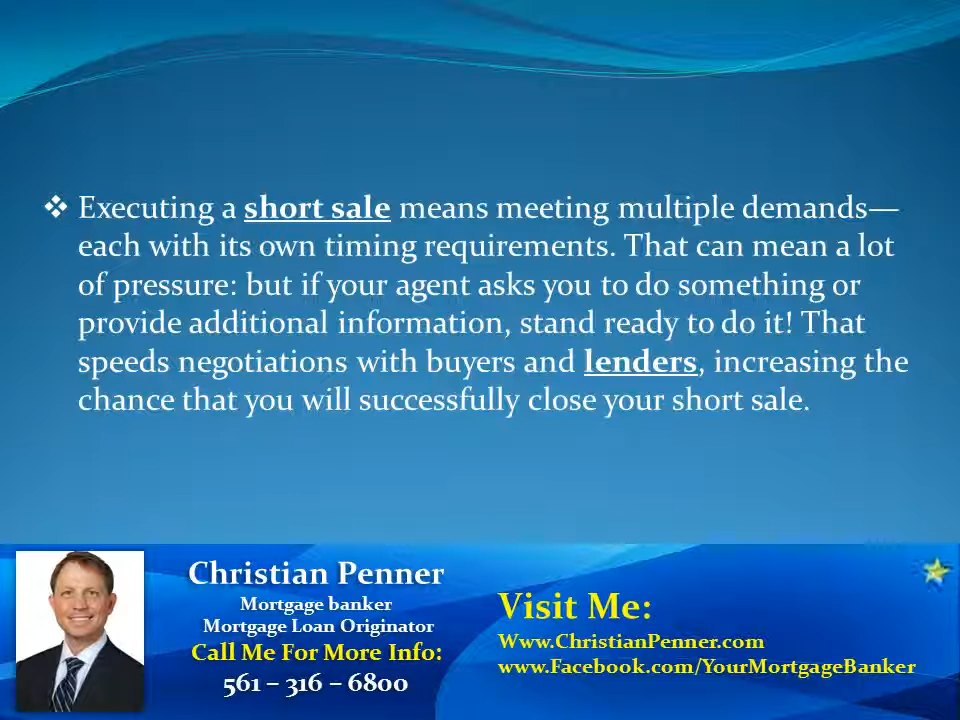 ❖ Executing a short sale means meeting multiple demands—
each with its own timing requirements. That can mean a lot
of pressure: but if your agent asks you to do something or
provide additional information, stand ready to do it! That
speeds negotiations with buyers and lenders, increasing the
chance that you will successfully close your short sale.
Christian Penner
Mortgage banker
Mortgage Loan Originator
Call Me For More Info:
561 – 316 – 6800
Visit Me:
Www.ChristianPenner.com
www.Facebook.com/YourMortgageBanker